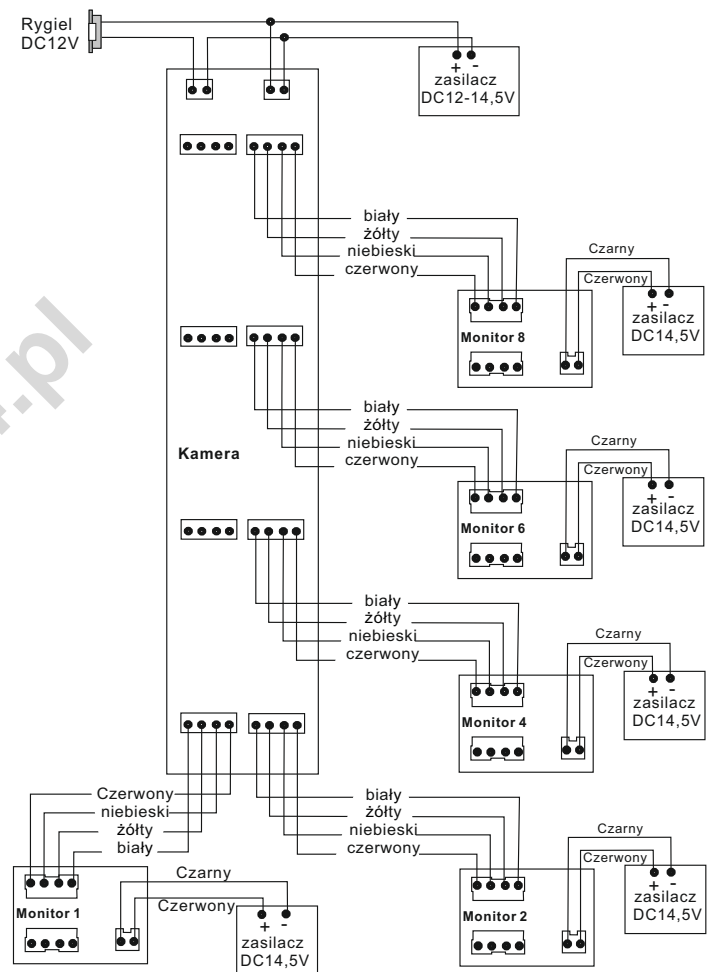 Rygiel
DC12V
+ -
zasilacz
DC12-14,5V
biały
żółty
niebieski
czerwony
Czarny
Czerwony
+ -
zasilacz
DC14,5V
Monitor 8
biały
żółty
niebieski
czerwony
Czarny
Czerwony
+ -
zasilacz
DC14,5V
Monitor 6
Kamera
biały
żółty
niebieski
czerwony
Czarny
Czerwony
+ -
zasilacz
DC14,5V
Monitor 4
Czerwony
niebieski
żółty
biały
biały
żółty
niebieski
czerwony
Czarny
Czerwony
+ -
zasilacz
DC14,5V
Monitor 2
Czarny
Czerwony
Monitor 1
+ -
zasilacz
DC14,5V
.pl